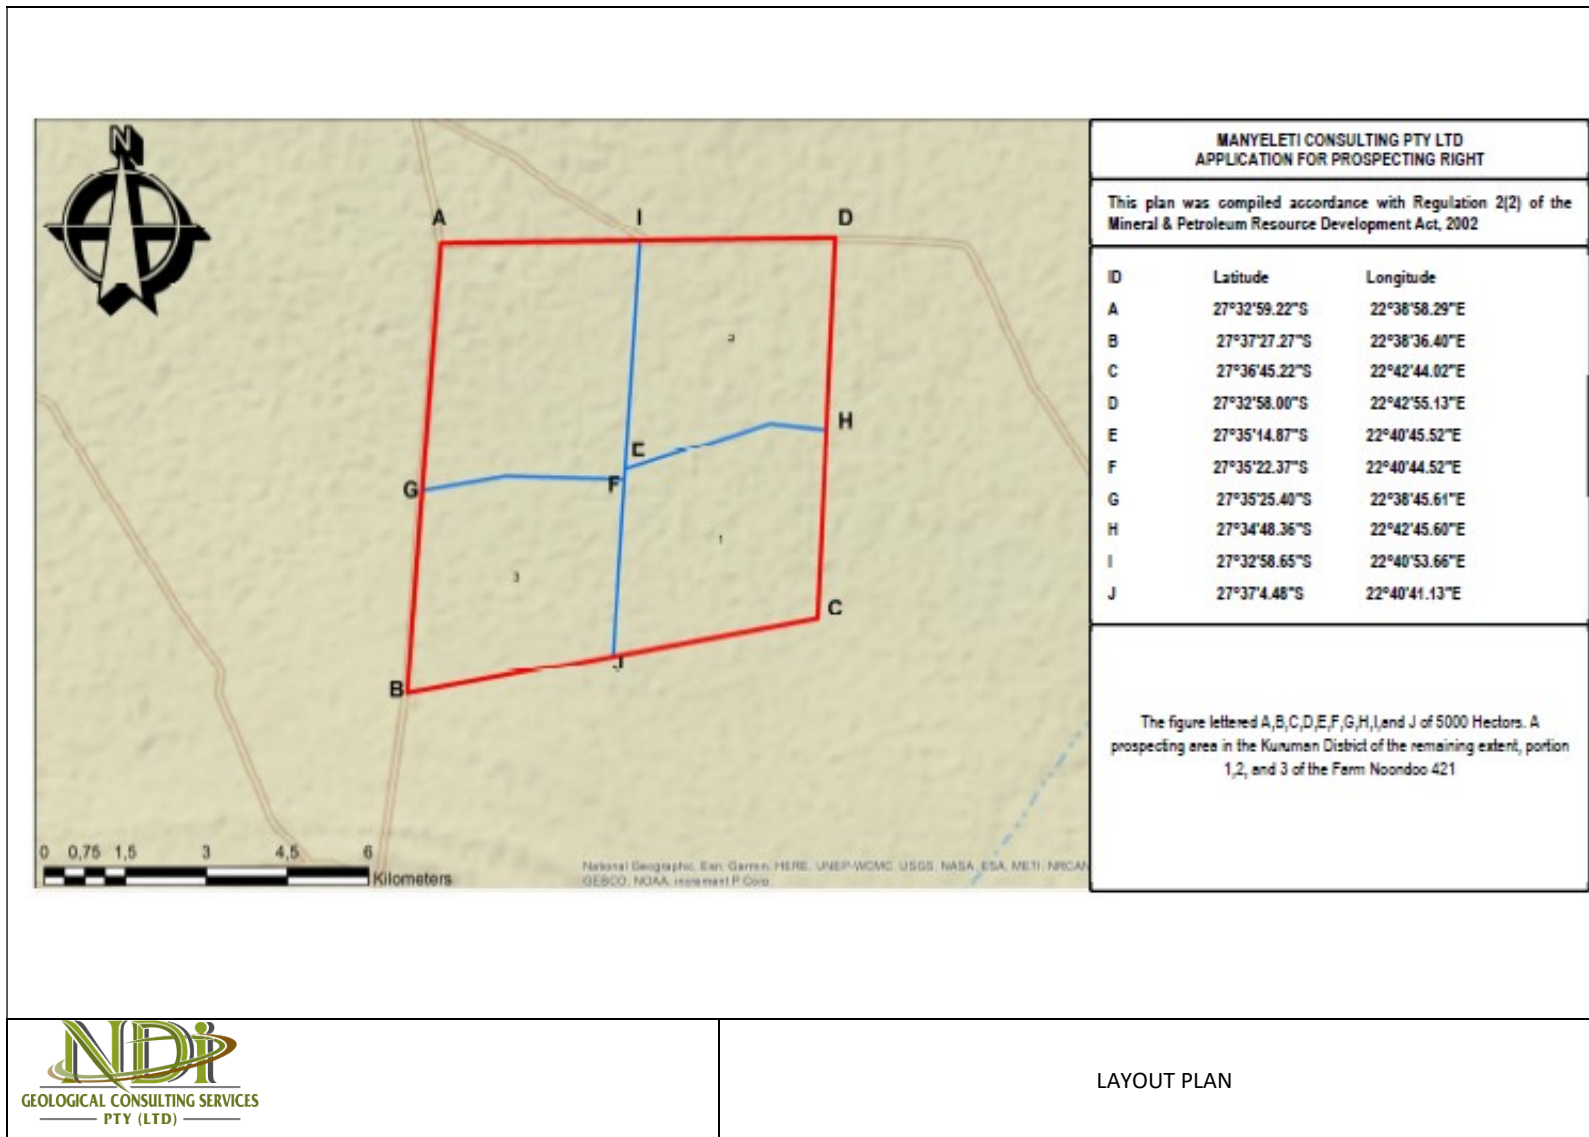 N
A
I
D
2
H
E
G
F
1
3
C
J
B
0 0,75 1,5 3 4,5 6
Kilometers
National Geographic, Esri, Garmin, HERE, UNEP-WCMC, USGS, NASA, ESA, METI, NRCAN,
GEBCO, NOAA, increment P Corp.
MANYELETI CONSULTING PTY LTD
APPLICATION FOR PROSPECTING RIGHT
This plan was compiled accordance with Regulation 2(2) of the
Mineral & Petroleum Resource Development Act, 2002
ID Latitude Longitude
A 27°32'59.22"S 22°38'58.29"E
B 27°37'27.27"S 22°38'36.40"E
C 27°36'45.22"S 22°42'44.02"E
D 27°32'58.00"S 22°42'55.13"E
E 27°35'14.87"S 22°40'45.52"E
F 27°35'22.37"S 22°40'44.52"E
G 27°35'25.40"S 22°38'45.61"E
H 27°34'48.36"S 22°42'45.60"E
I 27°32'58.65"S 22°40'53.66"E
J 27°37'4.48"S 22°40'41.13"E
The figure lettered A,B,C,D,E,F,G,H,I,and J of 5000 Hectors. A
prospecting area in the Kuruman District of the remaining extent, portion
1,2, and 3 of the Farm Noondoo 421
NDi
GEOLOGICAL CONSULTING SERVICES
PTY (LTD)
LAYOUT PLAN